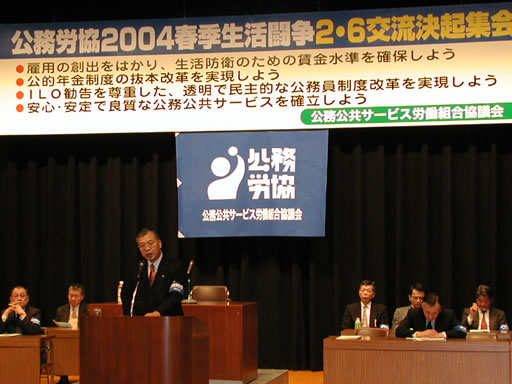 公務労協2004春季生活闘争2・6交流決起集会
●雇用の創出をはかり、生活防衛のための賃金水準を確保しよう
●公的年金制度の抜本改革を実現しよう
●ILO勧告を尊重した、透明で民主的な公務員制度改革を実現しよう
●安心・安定で良質な公務公共サービスを確立しよう
公務公共サービス労働組合協議会
公務
労協
公務公共サービス労働組合協議会